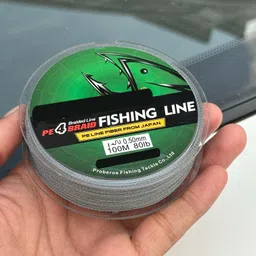 Braided Line
PE 4 BRAID FISHING LINE
PE LINE FIBER FROM JAPAN
0.50mm
100M 80lb
Proberos Fishing Tackle Co.,Ltd